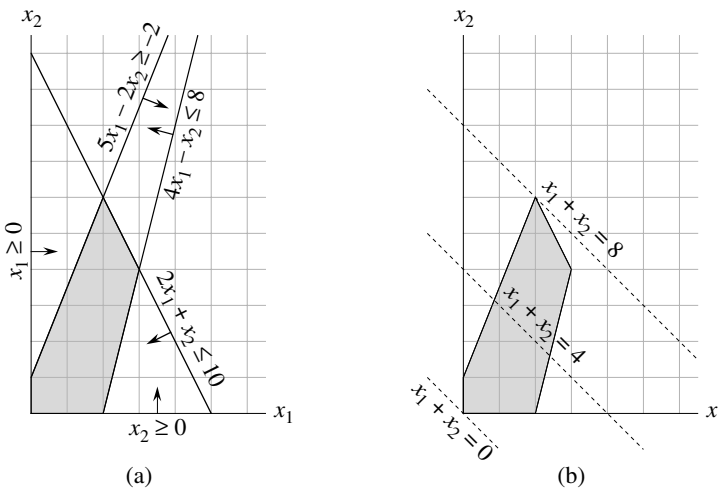 x₂
5x₁ − 2x₂ ≥ −2
4x₁ − x₂ ≤ 8
x₁ ≥ 0
2x₁ + x₂ ≤ 10
x₁
x₂ ≥ 0
(a)
x₂
x₁ + x₂ = 8
x₁ + x₂ = 4
x₁ + x₂ = 0
x
(b)